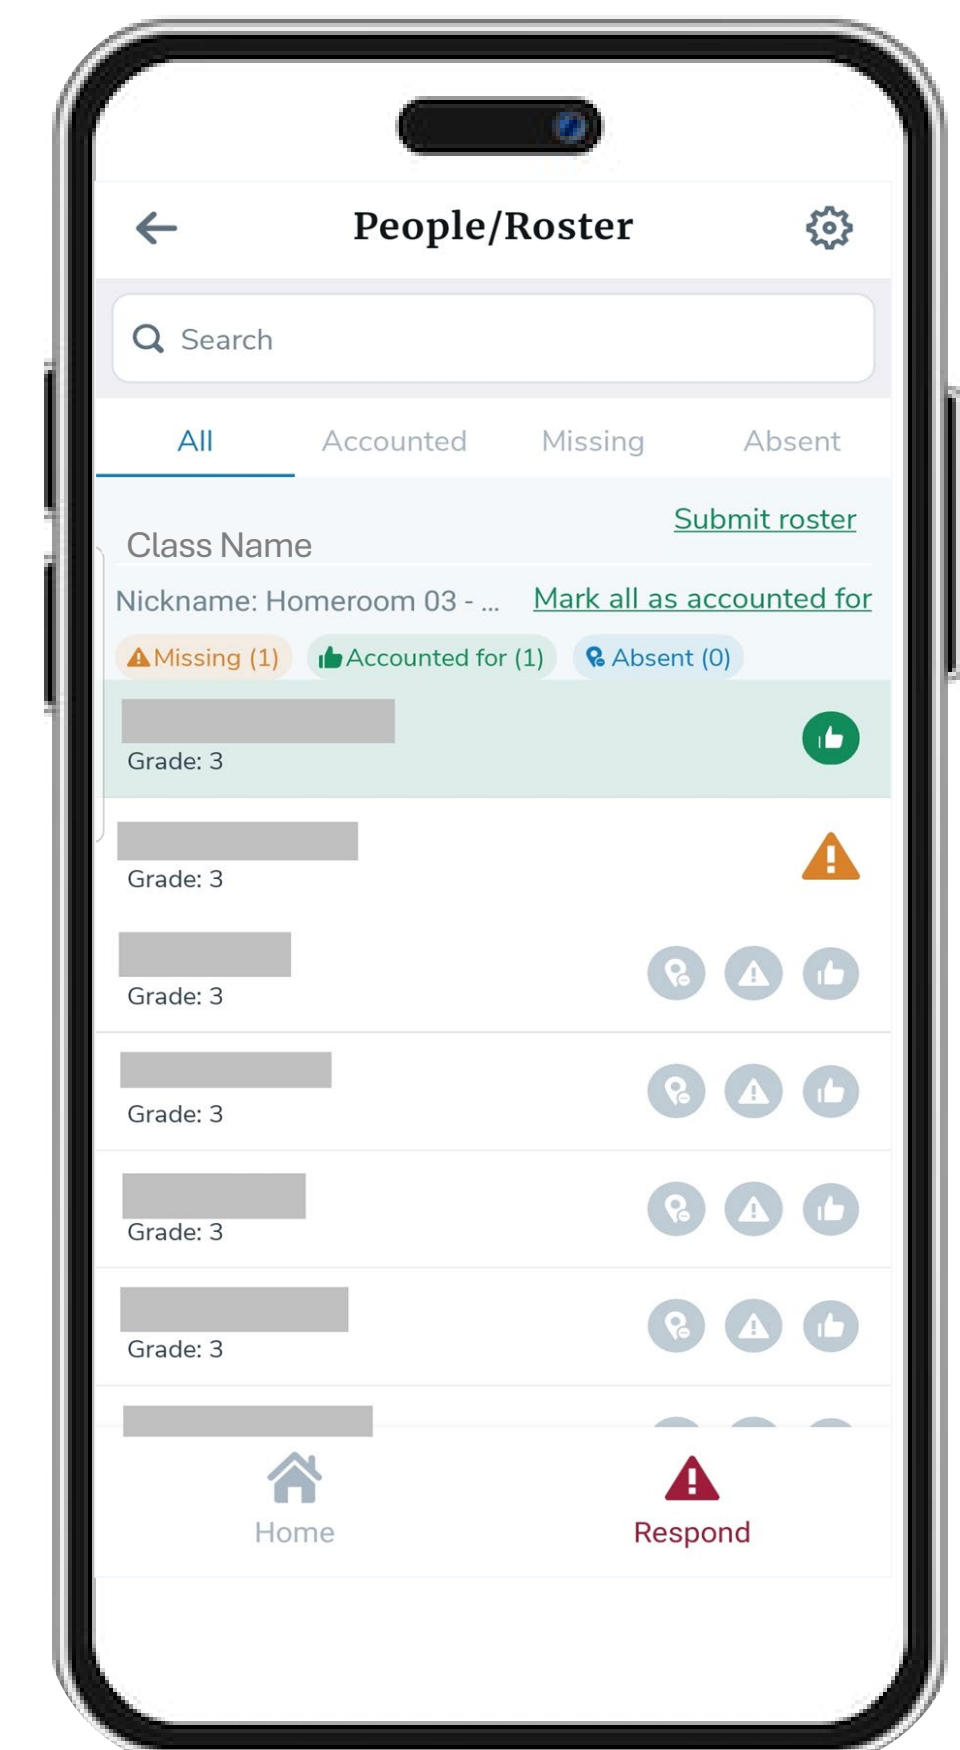 People/Roster
Search
All Accounted Missing Absent
Submit roster
Class Name
Nickname: Homeroom 03 - ... Mark all as accounted for
Missing (1) Accounted for (1) Absent (0)
Grade: 3
Grade: 3
Grade: 3
Grade: 3
Grade: 3
Grade: 3
Home Respond